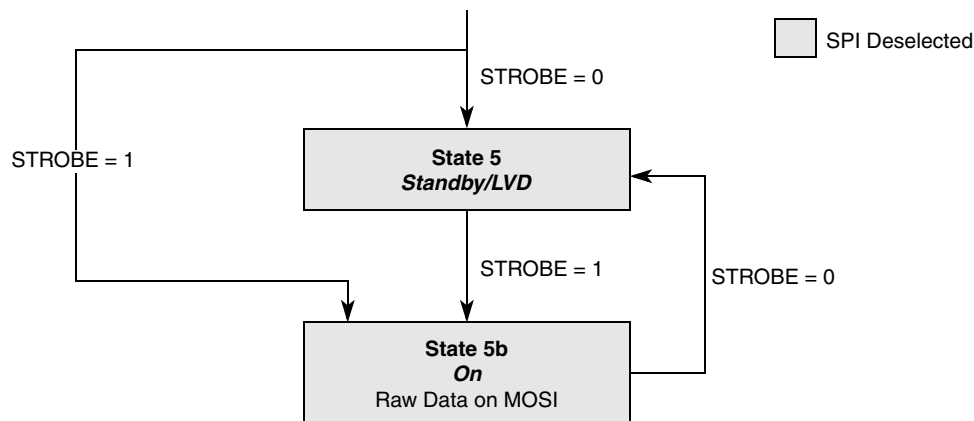 SPI Deselected
STROBE = 0
State 5
Standby/LVD
STROBE = 1
STROBE = 1
STROBE = 0
State 5b
On
Raw Data on MOSI